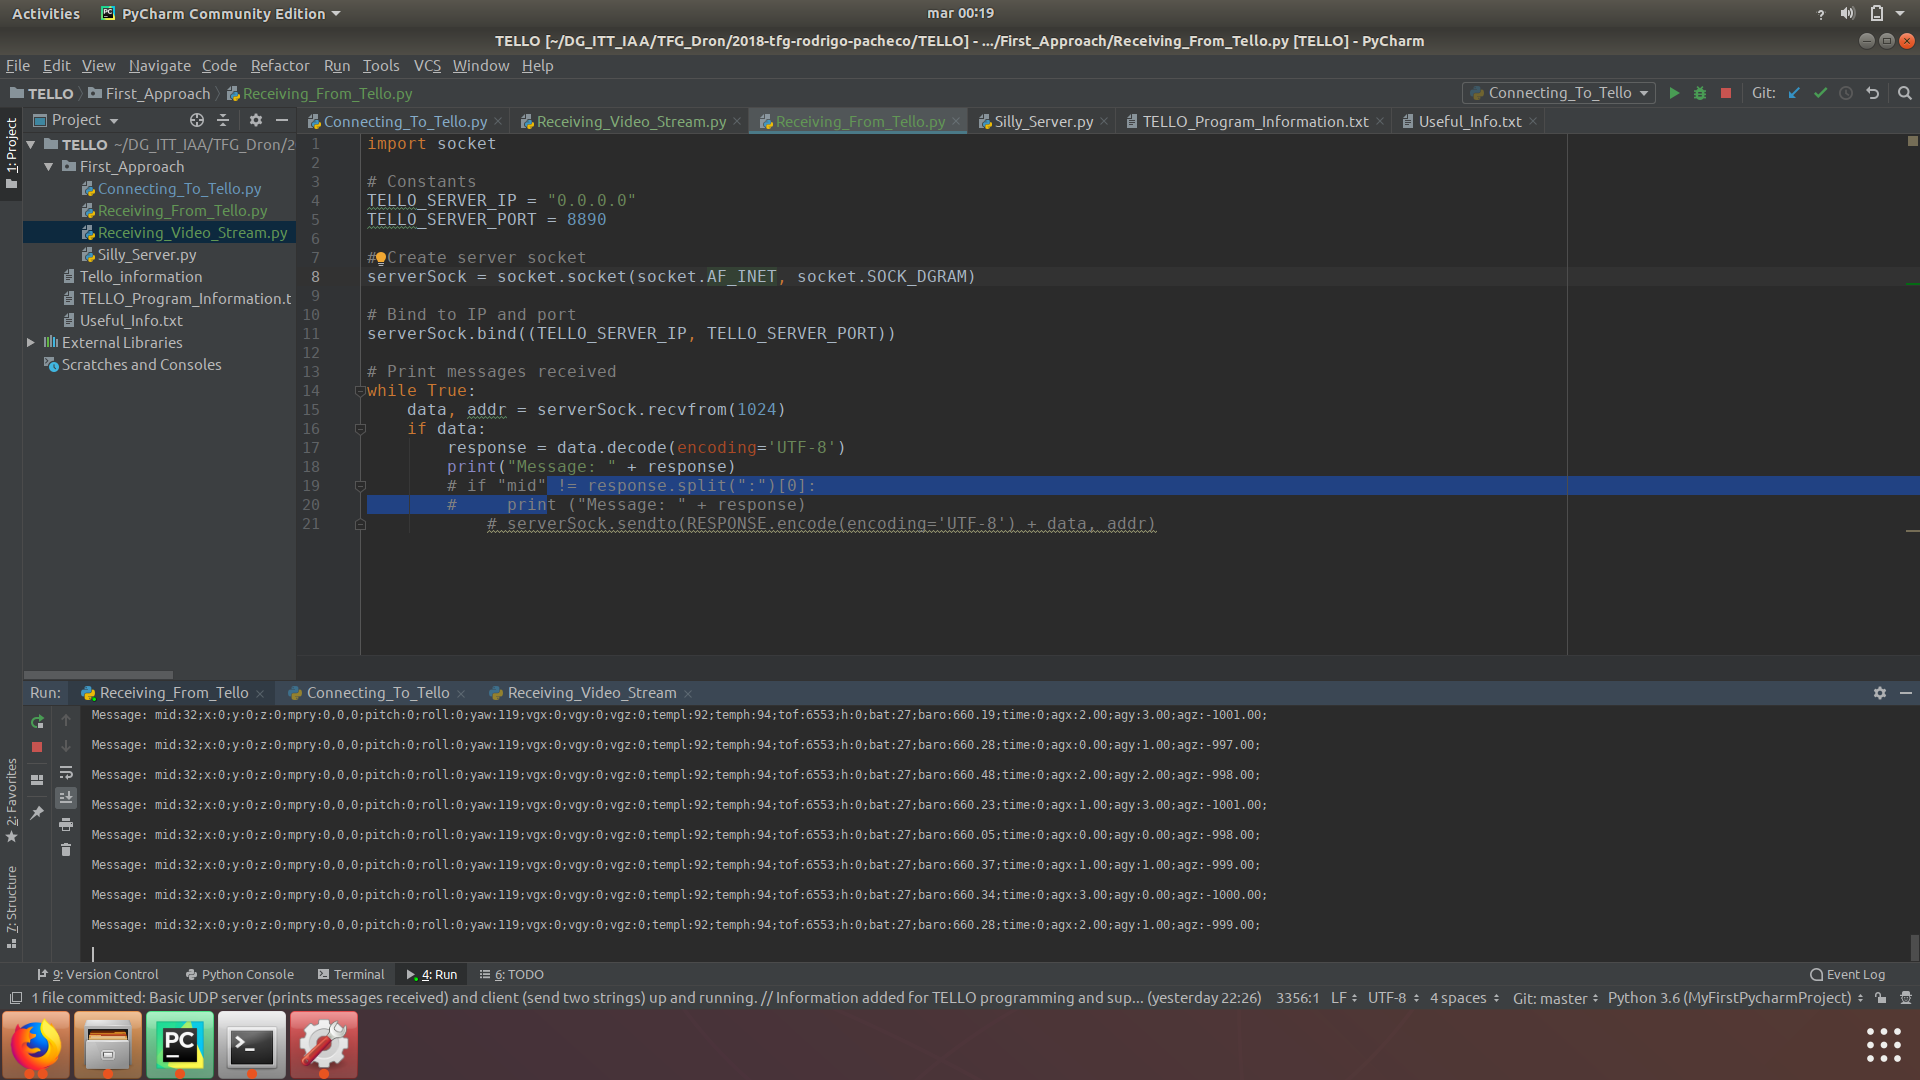 Activities
PyCharm Community Edition
mar 00:19
?
TELLO [~/DG_ITT_IAA/TFG_Dron/2018-tfg-rodrigo-pacheco/TELLO] - .../First_Approach/Receiving_From_Tello.py [TELLO] - PyCharm
File Edit View Navigate Code Refactor Run Tools VCS Window Help
TELLO First_Approach Receiving_From_Tello.py
Connecting_To_Tello
Git:
1: Project
Project
Connecting_To_Tello.py
Receiving_Video_Stream.py
Receiving_From_Tello.py
Silly_Server.py
TELLO_Program_Information.txt
Useful_Info.txt
TELLO ~/DG_ITT_IAA/TFG_Dron/2
First_Approach
Connecting_To_Tello.py
Receiving_From_Tello.py
Receiving_Video_Stream.py
Silly_Server.py
Tello_information
TELLO_Program_Information.t
Useful_Info.txt
External Libraries
Scratches and Consoles
1 import socket
2
3 # Constants
4 TELLO_SERVER_IP = "0.0.0.0"
5 TELLO_SERVER_PORT = 8890
6
7 # Create server socket
8 serverSock = socket.socket(socket.AF_INET, socket.SOCK_DGRAM)
9
10 # Bind to IP and port
11 serverSock.bind((TELLO_SERVER_IP, TELLO_SERVER_PORT))
12
13 # Print messages received
14 while True:
15 data, addr = serverSock.recvfrom(1024)
16 if data:
17 response = data.decode(encoding='UTF-8')
18 print("Message: " + response)
19 # if "mid" != response.split(":")[0]:
20 # print ("Message: " + response)
21 # serverSock.sendto(RESPONSE.encode(encoding='UTF-8') + data, addr)
Run: Receiving_From_Tello Connecting_To_Tello Receiving_Video_Stream
Message: mid:32;x:0;y:0;z:0;mpry:0,0,0;pitch:0;roll:0;yaw:119;vgx:0;vgy:0;vgz:0;templ:92;temph:94;tof:6553;h:0;bat:27;baro:660.19;time:0;agx:2.00;agy:3.00;agz:-1001.00;
Message: mid:32;x:0;y:0;z:0;mpry:0,0,0;pitch:0;roll:0;yaw:119;vgx:0;vgy:0;vgz:0;templ:92;temph:94;tof:6553;h:0;bat:27;baro:660.28;time:0;agx:0.00;agy:1.00;agz:-997.00;
Message: mid:32;x:0;y:0;z:0;mpry:0,0,0;pitch:0;roll:0;yaw:119;vgx:0;vgy:0;vgz:0;templ:92;temph:94;tof:6553;h:0;bat:27;baro:660.48;time:0;agx:2.00;agy:2.00;agz:-998.00;
Message: mid:32;x:0;y:0;z:0;mpry:0,0,0;pitch:0;roll:0;yaw:119;vgx:0;vgy:0;vgz:0;templ:92;temph:94;tof:6553;h:0;bat:27;baro:660.23;time:0;agx:1.00;agy:3.00;agz:-1001.00;
Message: mid:32;x:0;y:0;z:0;mpry:0,0,0;pitch:0;roll:0;yaw:119;vgx:0;vgy:0;vgz:0;templ:92;temph:94;tof:6553;h:0;bat:27;baro:660.05;time:0;agx:0.00;agy:0.00;agz:-998.00;
Message: mid:32;x:0;y:0;z:0;mpry:0,0,0;pitch:0;roll:0;yaw:119;vgx:0;vgy:0;vgz:0;templ:92;temph:94;tof:6553;h:0;bat:27;baro:660.37;time:0;agx:1.00;agy:1.00;agz:-999.00;
Message: mid:32;x:0;y:0;z:0;mpry:0,0,0;pitch:0;roll:0;yaw:119;vgx:0;vgy:0;vgz:0;templ:92;temph:94;tof:6553;h:0;bat:27;baro:660.34;time:0;agx:3.00;agy:0.00;agz:-1000.00;
Message: mid:32;x:0;y:0;z:0;mpry:0,0,0;pitch:0;roll:0;yaw:119;vgx:0;vgy:0;vgz:0;templ:92;temph:94;tof:6553;h:0;bat:27;baro:660.28;time:0;agx:2.00;agy:1.00;agz:-999.00;
2: Favorites
7: Structure
9: Version Control Python Console Terminal 4: Run 6: TODO Event Log
1 file committed: Basic UDP server (prints messages received) and client (send two strings) up and running. // Information added for TELLO programming and sup... (yesterday 22:26) 3356:1 LF UTF-8 4 spaces Git: master Python 3.6 (MyFirstPycharmProject)
PC
>_